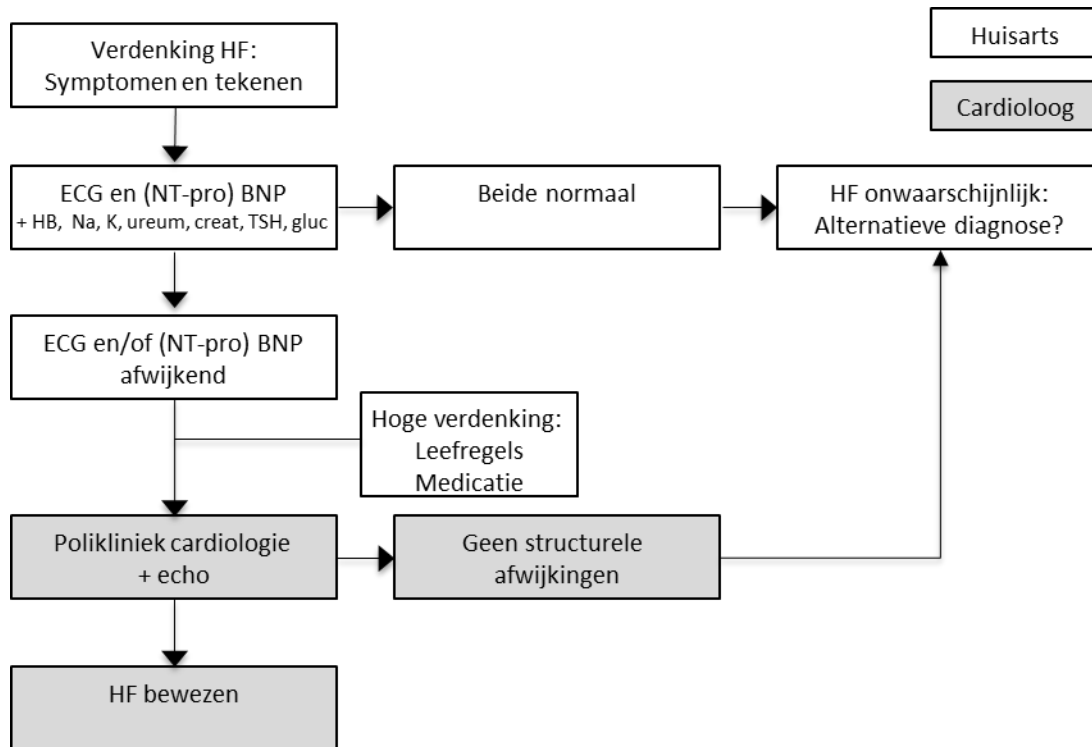 Verdenking HF:
Symptomen en tekenen
Huisarts
Cardioloog
ECG en (NT-pro) BNP
+ HB, Na, K, ureum, creat, TSH, gluc
Beide normaal
HF onwaarschijnlijk:
Alternatieve diagnose?
ECG en/of (NT-pro) BNP
afwijkend
Hoge verdenking:
Leefregels
Medicatie
Polikliniek cardiologie
+ echo
Geen structurele
afwijkingen
HF bewezen